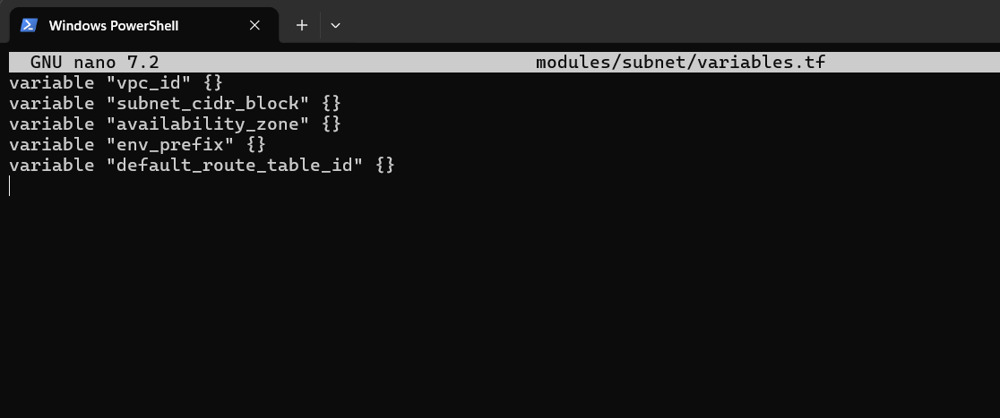 Windows PowerShell
GNU nano 7.2 modules/subnet/variables.tf
variable "vpc_id" {}
variable "subnet_cidr_block" {}
variable "availability_zone" {}
variable "env_prefix" {}
variable "default_route_table_id" {}